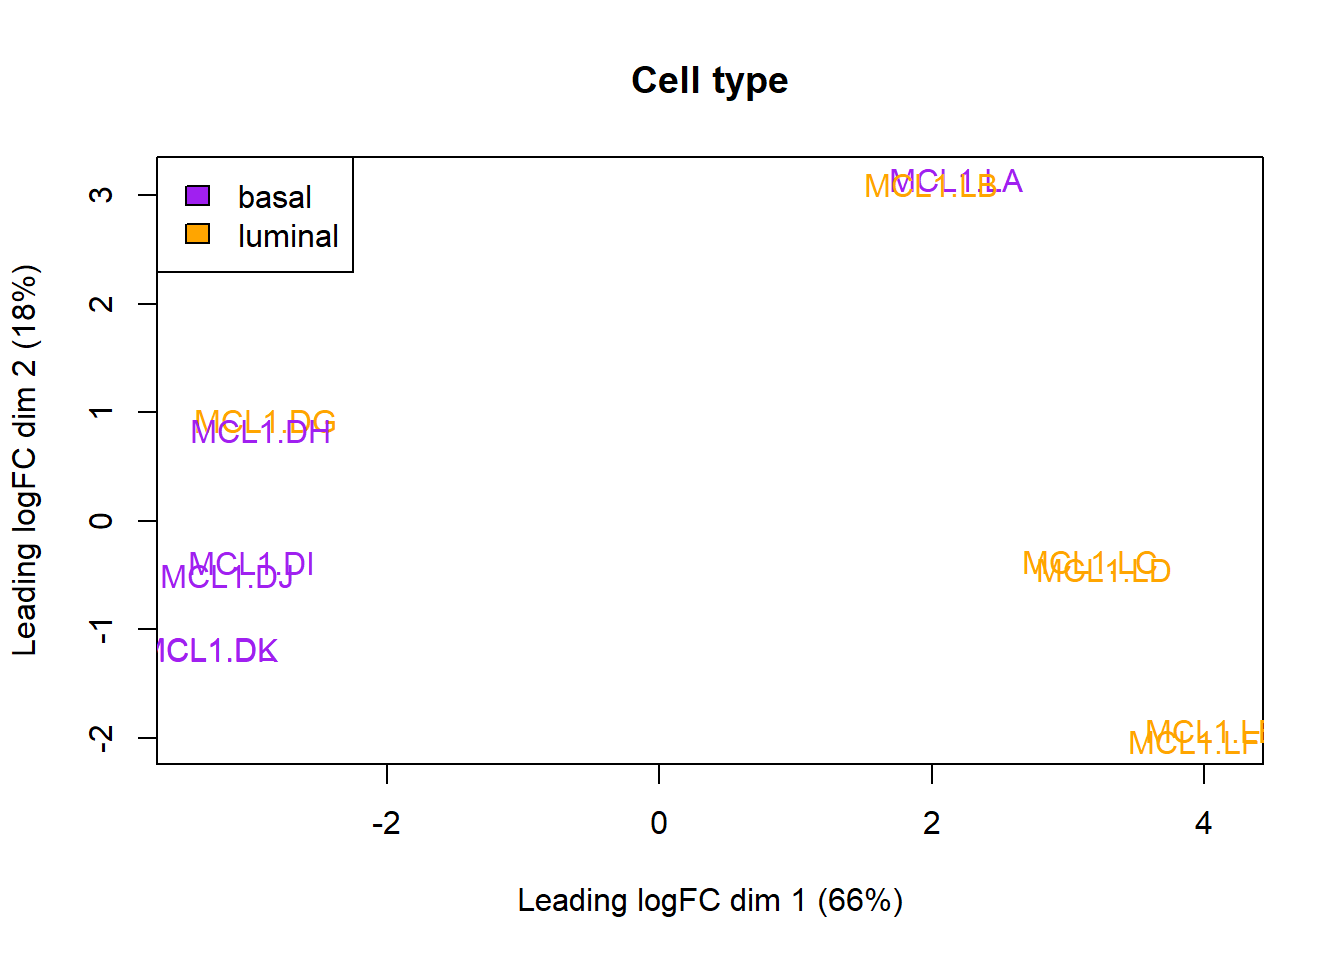 Cell type
basal
luminal
MCL1.LA
MCL1.LB
MCL1.DG
MCL1.DH
MCL1.DI
MCL1.DJ
MCL1.LC
MCL1.LD
MCL1.DK
MCL1.LF
3
2
1
0
-1
-2
-2
0
2
4
Leading logFC dim 1 (66%)
Leading logFC dim 2 (18%)